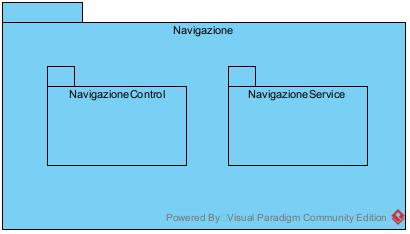 Navigazione
NavigazioneControl
NavigazioneService
Powered By Visual Paradigm Community Edition